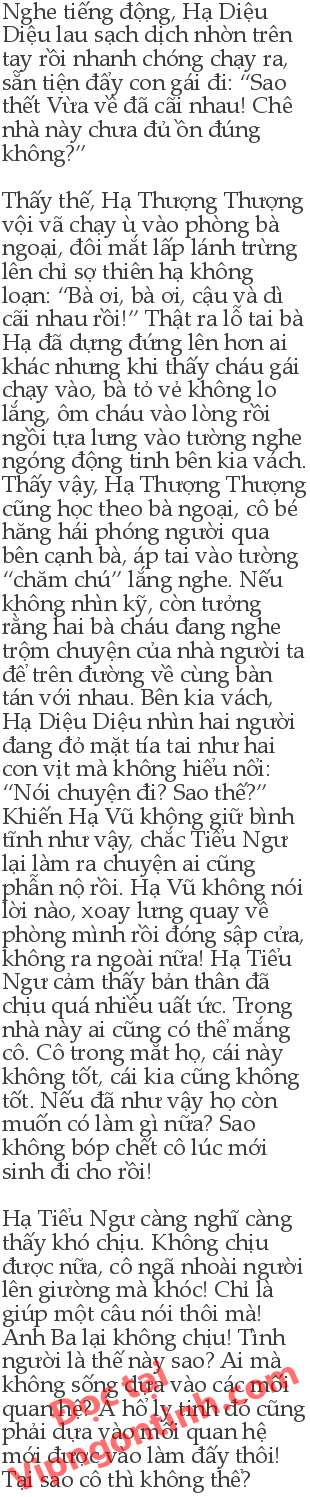 Nghe tiếng động, Hạ Diệu
Diệu lau sạch dịch nhờn trên
tay rồi nhanh chóng chạy ra,
sẵn tiện đẩy con gái đi: “Sao
thết Vừa về đã cãi nhau! Chê
nhà này chưa đủ ồn đúng
không?”

Thấy thế, Hạ Thượng Thượng
vội vã chạy ù vào phòng bà
ngoại, đôi mắt lấp lánh trừng
lên chỉ sợ thiên hạ không
loạn: “Bà ơi, bà ơi, cậu và dì
cãi nhau rồi!” Thật ra lỗ tai bà
Hạ đã dựng đứng lên hơn ai
khác nhưng khi thấy cháu gái
chạy vào, bà tỏ vẻ không lo
lắng, ôm cháu vào lòng rồi
ngồi tựa lưng vào tường nghe
ngóng động tinh bên kia vách.
Thấy vậy, Hạ Thượng Thượng
cũng học theo bà ngoại, cô bé
hăng hái phóng người qua
bên cạnh bà, áp tai vào tường
“chăm chú” lắng nghe. Nếu
không nhìn kỹ, còn tưởng
rằng hai bà cháu đang nghe
trộm chuyện của nhà người ta
để trên đường về cùng bàn
tán với nhau. Bên kia vách,
Hạ Diệu Diệu nhìn hai người
đang đỏ mặt tía tai như hai
con vịt mà không hiểu nổi:
“Nói chuyện đi? Sao thế?”
Khiến Hạ Vũ không giữ bình
tĩnh như vậy, chắc Tiểu Ngư
lại làm ra chuyện ai cũng
phẫn nộ rồi. Hạ Vũ không nói
lời nào, xoay lưng quay về
phòng mình rồi đóng sập cửa,
không ra ngoài nữa! Hạ Tiểu
Ngư cảm thấy bản thân đã
chịu quá nhiều uất ức. Trong
nhà này ai cũng có thể mắng
cô. Cô trong mắt họ, cái này
không tốt, cái kia cũng không
tốt. Nếu đã như vậy họ còn
muốn có làm gì nữa? Sao
không bóp chết cô lúc mới
sinh đi cho rồi!

Hạ Tiểu Ngư càng nghĩ càng
thấy khó chịu. Không chịu
được nữa, cô ngã nhoài người
lên giường mà khóc! Chỉ là
giúp một câu nói thôi mà!
Anh Ba lại không chịu! Tình
người là thế này sao? Ai mà
không sống dựa vào các mối
quan hệ? Ả hồ ly tinh đó cũng
phải dựa vào mối quan hệ
mới được vào làm đấy thôi!
Tại sao cô thì không thể?
Đọc tại
Vipngontinh.com